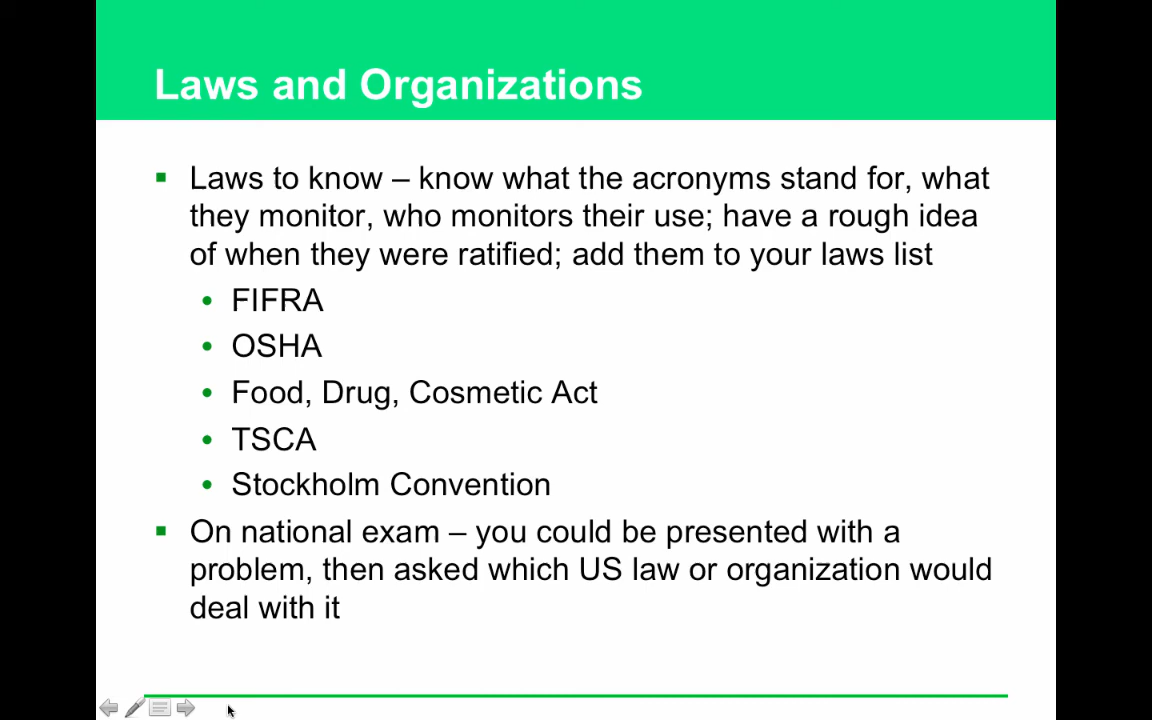 Laws and Organizations
▪ Laws to know – know what the acronyms stand for, what
they monitor, who monitors their use; have a rough idea
of when they were ratified; add them to your laws list
• FIFRA
• OSHA
• Food, Drug, Cosmetic Act
• TSCA
• Stockholm Convention
▪ On national exam – you could be presented with a
problem, then asked which US law or organization would
deal with it